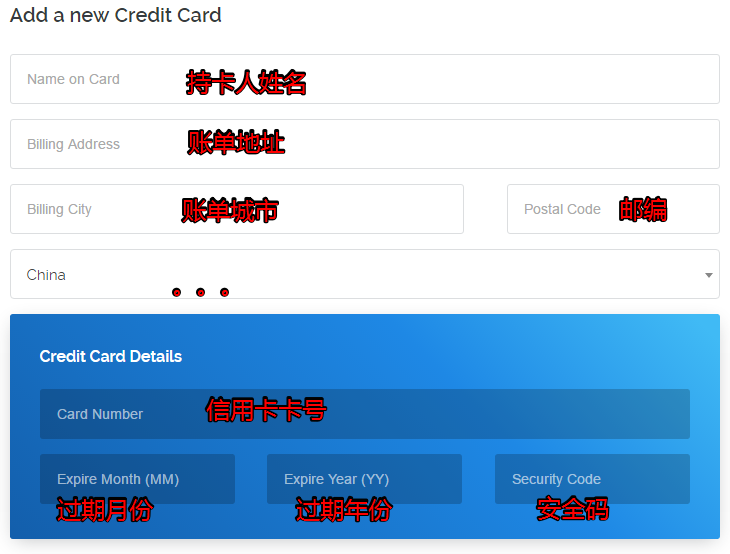 Add a new Credit Card
Name on Card 持卡人姓名
Billing Address 账单地址
Billing City 账单城市 Postal Code 邮编
China
。。。
Credit Card Details
Card Number 信用卡卡号
Expire Month (MM) Expire Year (YY) Security Code
过期月份 过期年份 安全码